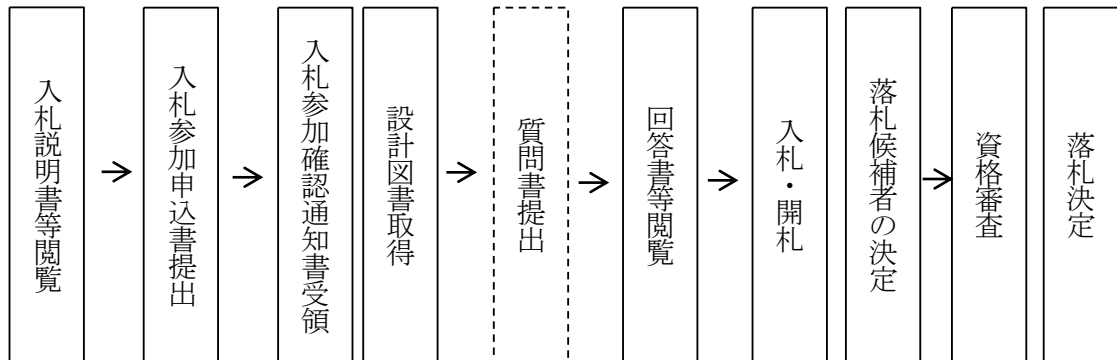 入札説明書等閲覧
入札参加申込書提出
入札参加確認通知書受領
設計図書取得
質問書提出
回答書等閲覧
入札・開札
落札候補者の決定
資格審査
落札決定